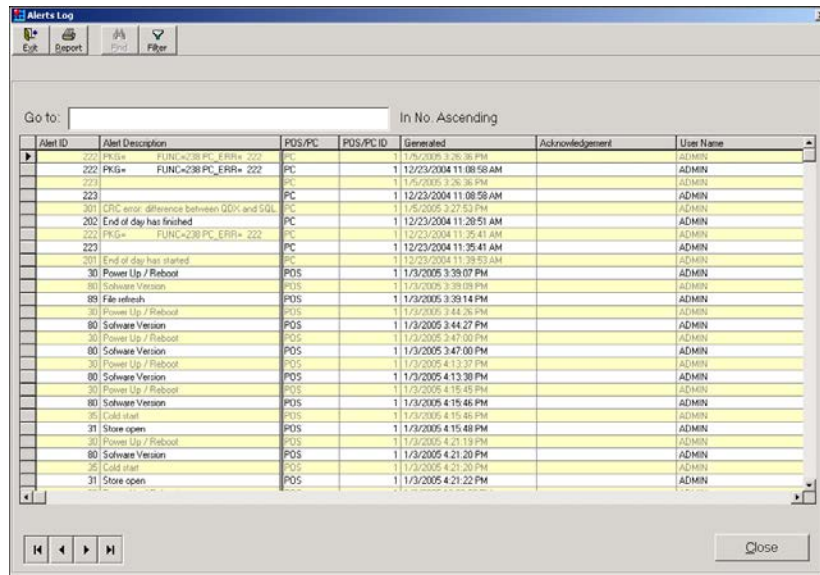 Alerts Log
Exit Report Find Filter
Go to: In No. Ascending
Alert ID Alert Description POS/PC POS/PC ID Generated Acknowledgement User Name
222 PKG= FUNC=238 PC_ERR= 222 PC 1 1/5/2005 3:26:36 PM ADMIN
222 PKG= FUNC=238 PC_ERR= 222 PC 1 12/23/2004 11:08:58 AM ADMIN
223 PC 1 1/5/2005 3:26:36 PM ADMIN
223 PC 1 12/23/2004 11:08:58 AM ADMIN
301 CRC error: difference between QDX and SQL PC 1 1/5/2005 3:27:53 PM ADMIN
202 End of day has finished PC 1 12/23/2004 11:28:51 AM ADMIN
222 PKG= FUNC=238 PC_ERR= 222 PC 1 12/23/2004 11:35:41 AM ADMIN
223 PC 1 12/23/2004 11:35:41 AM ADMIN
201 End of day has started PC 1 12/23/2004 11:39:53 AM ADMIN
30 Power Up / Reboot POS 1 1/3/2005 3:39:07 PM ADMIN
80 Sofware Version POS 1 1/3/2005 3:39:09 PM ADMIN
89 File refresh POS 1 1/3/2005 3:39:14 PM ADMIN
30 Power Up / Reboot POS 1 1/3/2005 3:44:26 PM ADMIN
80 Sofware Version POS 1 1/3/2005 3:44:27 PM ADMIN
30 Power Up / Reboot POS 1 1/3/2005 3:47:00 PM ADMIN
80 Sofware Version POS 1 1/3/2005 3:47:00 PM ADMIN
30 Power Up / Reboot POS 1 1/3/2005 4:13:37 PM ADMIN
80 Sofware Version POS 1 1/3/2005 4:13:38 PM ADMIN
30 Power Up / Reboot POS 1 1/3/2005 4:15:45 PM ADMIN
80 Sofware Version POS 1 1/3/2005 4:15:46 PM ADMIN
35 Cold start POS 1 1/3/2005 4:15:46 PM ADMIN
31 Store open POS 1 1/3/2005 4:15:48 PM ADMIN
30 Power Up / Reboot POS 1 1/3/2005 4:21:19 PM ADMIN
80 Sofware Version POS 1 1/3/2005 4:21:20 PM ADMIN
35 Cold start POS 1 1/3/2005 4:21:20 PM ADMIN
31 Store open POS 1 1/3/2005 4:21:22 PM ADMIN
Close